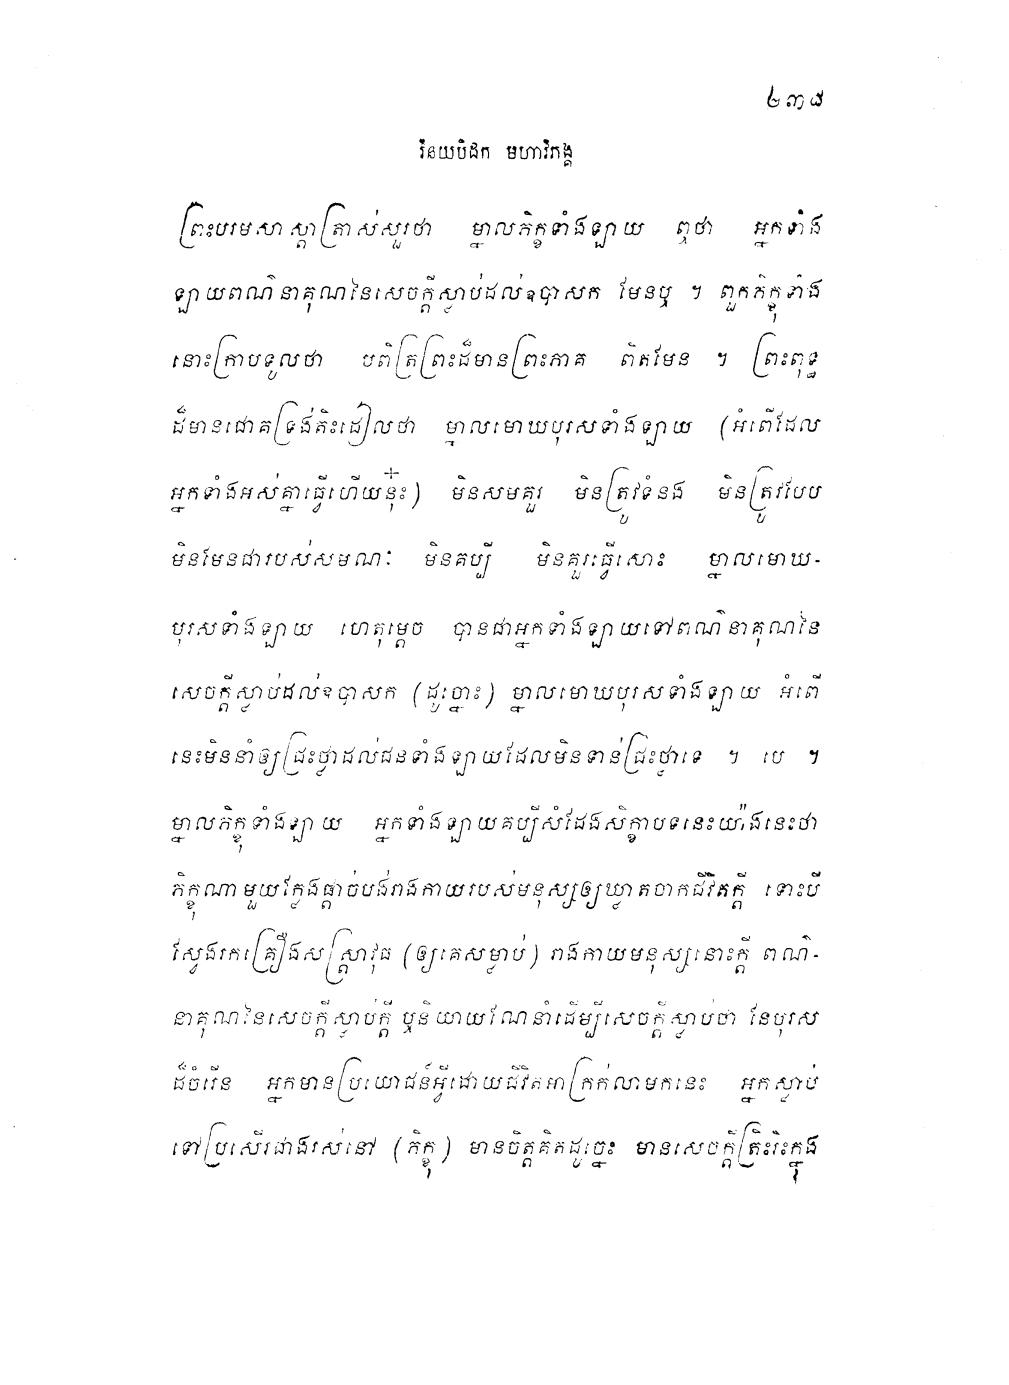 ២៣៥
វិនយបិដក មហាវិភង្គ
ព្រះបរមសាស្តាត្រាស់សួរថា ម្នាលភិក្ខុទាំងឡាយ ឮថា អ្នកទាំង
ឡាយពណ៌នាគុណនៃសេចក្តីស្លាប់ដល់ឧបាសក មែនឬ ។ ពួកភិក្ខុទាំង
នោះក្រាបទូលថា បពិត្រព្រះដ៏មានព្រះភាគ ពិតមែន ។ ព្រះពុទ្ធ
ដ៏មានជោគទ្រង់តិះដៀលថា ម្នាលមោឃបុរសទាំងឡាយ (អំពើដែល
អ្នកទាំងអស់គ្នាធ្វើហើយនុ៎ះ) មិនសមគួរ មិនត្រូវទំនង មិនត្រូវបែប
មិនមែនជារបស់សមណៈ មិនគប្បី មិនគួរធ្វើសោះ ម្នាលមោឃ-
បុរសទាំងឡាយ ហេតុម្តេច បានជាអ្នកទាំងឡាយទៅពណ៌នាគុណនៃ
សេចក្តីស្លាប់ដល់ឧបាសក (ដូច្នោះ) ម្នាលមោឃបុរសទាំងឡាយ អំពើ
នេះមិននាំឲ្យជ្រះថ្លាដល់ជនទាំងឡាយដែលមិនទាន់ជ្រះថ្លាទេ ។ បេ ។
ម្នាលភិក្ខុទាំងឡាយ អ្នកទាំងឡាយគប្បីសំដែងសិក្ខាបទនេះយ៉ាងនេះថា
ភិក្ខុណាមួយក្លែងផ្តាច់បង់រាងកាយរបស់មនុស្សឲ្យឃ្លាតចាកជីវិតក្តី ទោះបី
ស្វែងរកគ្រឿងសស្ត្រាវុធ (ឲ្យគេសម្លាប់) រាងកាយមនុស្សនោះក្តី ពណ៌-
នាគុណនៃសេចក្តីស្លាប់ក្តី ឬនិយាយណែនាំដើម្បីសេចក្តីស្លាប់ថា នែបុរស
ដ៏ចំរើន អ្នកមានប្រយោជន៍អ្វីដោយជីវិតអាក្រក់លាមកនេះ អ្នកស្លាប់
ទៅប្រសើរជាងរស់នៅ (ភិក្ខុ) មានចិត្តគិតដូច្នេះ មានសេចក្តីត្រិះរិះក្នុង